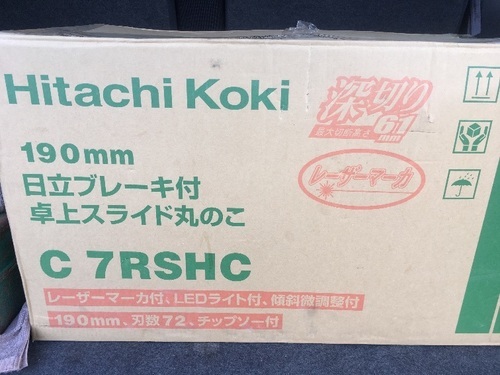 Hitachi Koki
深切り
最大切断高さ
61mm
190mm
日立ブレーキ付
卓上スライド丸のこ
レーザーマーカ
C 7RSHC
レーザーマーカ付、LEDライト付、傾斜微調整付
190mm、刃数72、チップソー付